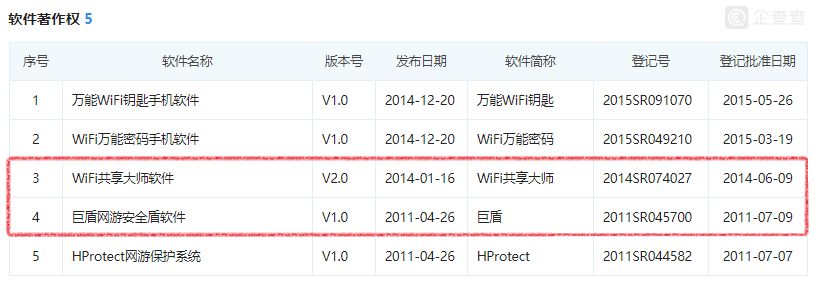 软件著作权 5
企查查
序号 软件名称 版本号 发布日期 软件简称 登记号 登记批准日期
1 万能WiFi钥匙手机软件 V1.0 2014-12-20 万能WiFi钥匙 2015SR091070 2015-05-26
2 WiFi万能密码手机软件 V1.0 2014-12-20 WiFi万能密码 2015SR049210 2015-03-19
3 WiFi共享大师软件 V2.0 2014-01-16 WiFi共享大师 2014SR074027 2014-06-09
4 巨盾网游安全盾软件 V1.0 2011-04-26 巨盾 2011SR045700 2011-07-09
5 HProtect网游保护系统 V1.0 2011-04-26 HProtect 2011SR044582 2011-07-07